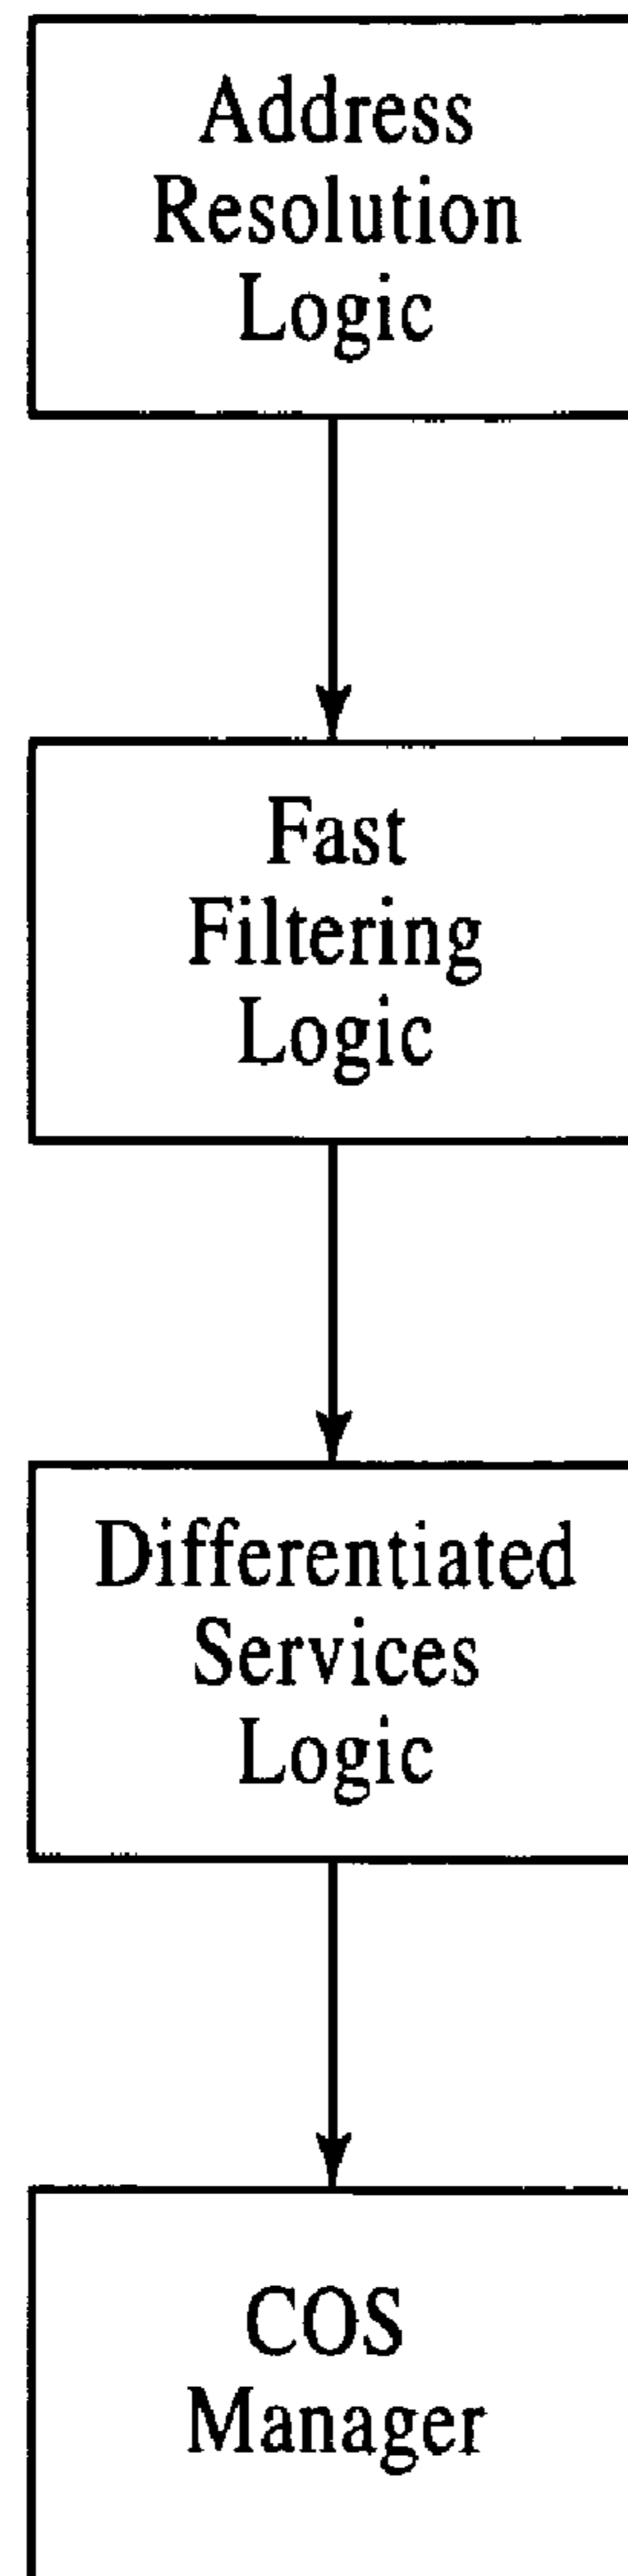 Address
Resolution
Logic
Fast
Filtering
Logic
Differentiated
Services
Logic
COS
Manager